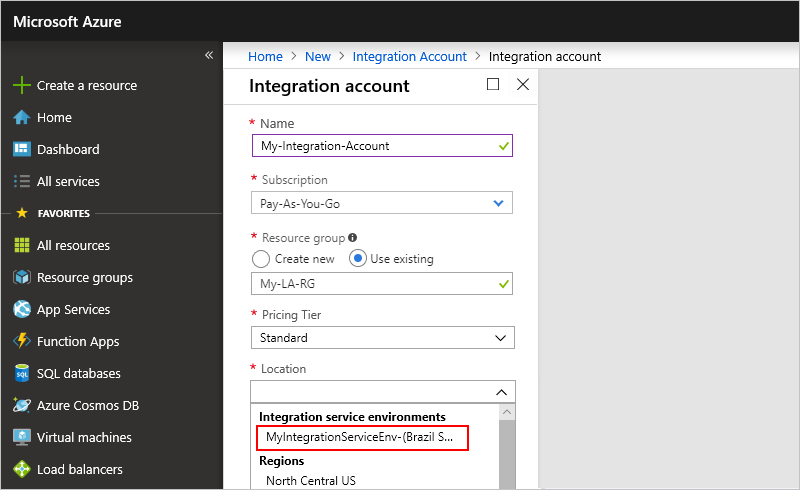 Microsoft Azure
«
Create a resource
Home
Dashboard
All services
FAVORITES
All resources
Resource groups
App Services
Function Apps
SQL databases
Azure Cosmos DB
Virtual machines
Load balancers
Home > New > Integration Account > Integration account
Integration account
* Name
My-Integration-Account
* Subscription
Pay-As-You-Go
* Resource group
Create new Use existing
My-LA-RG
* Pricing Tier
Standard
* Location
Integration service environments
MyIntegrationServiceEnv-(Brazil S...
Regions
North Central US